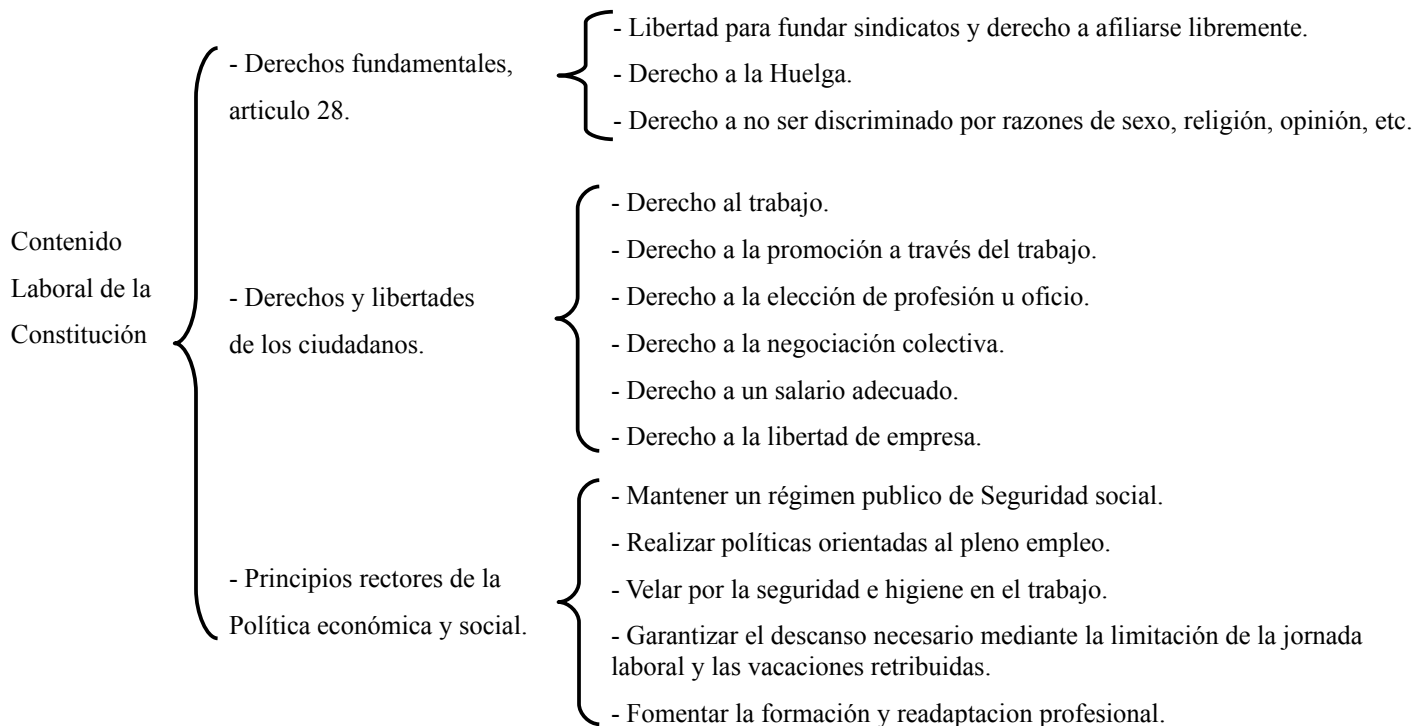 Contenido
Laboral de la
Constitución
- Derechos fundamentales,
articulo 28.
- Libertad para fundar sindicatos y derecho a afiliarse libremente.
- Derecho a la Huelga.
- Derecho a no ser discriminado por razones de sexo, religión, opinión, etc.
- Derechos y libertades
de los ciudadanos.
- Derecho al trabajo.
- Derecho a la promoción a través del trabajo.
- Derecho a la elección de profesión u oficio.
- Derecho a la negociación colectiva.
- Derecho a un salario adecuado.
- Derecho a la libertad de empresa.
- Principios rectores de la
Política económica y social.
- Mantener un régimen publico de Seguridad social.
- Realizar políticas orientadas al pleno empleo.
- Velar por la seguridad e higiene en el trabajo.
- Garantizar el descanso necesario mediante la limitación de la jornada
laboral y las vacaciones retribuidas.
- Fomentar la formación y readaptacion profesional.